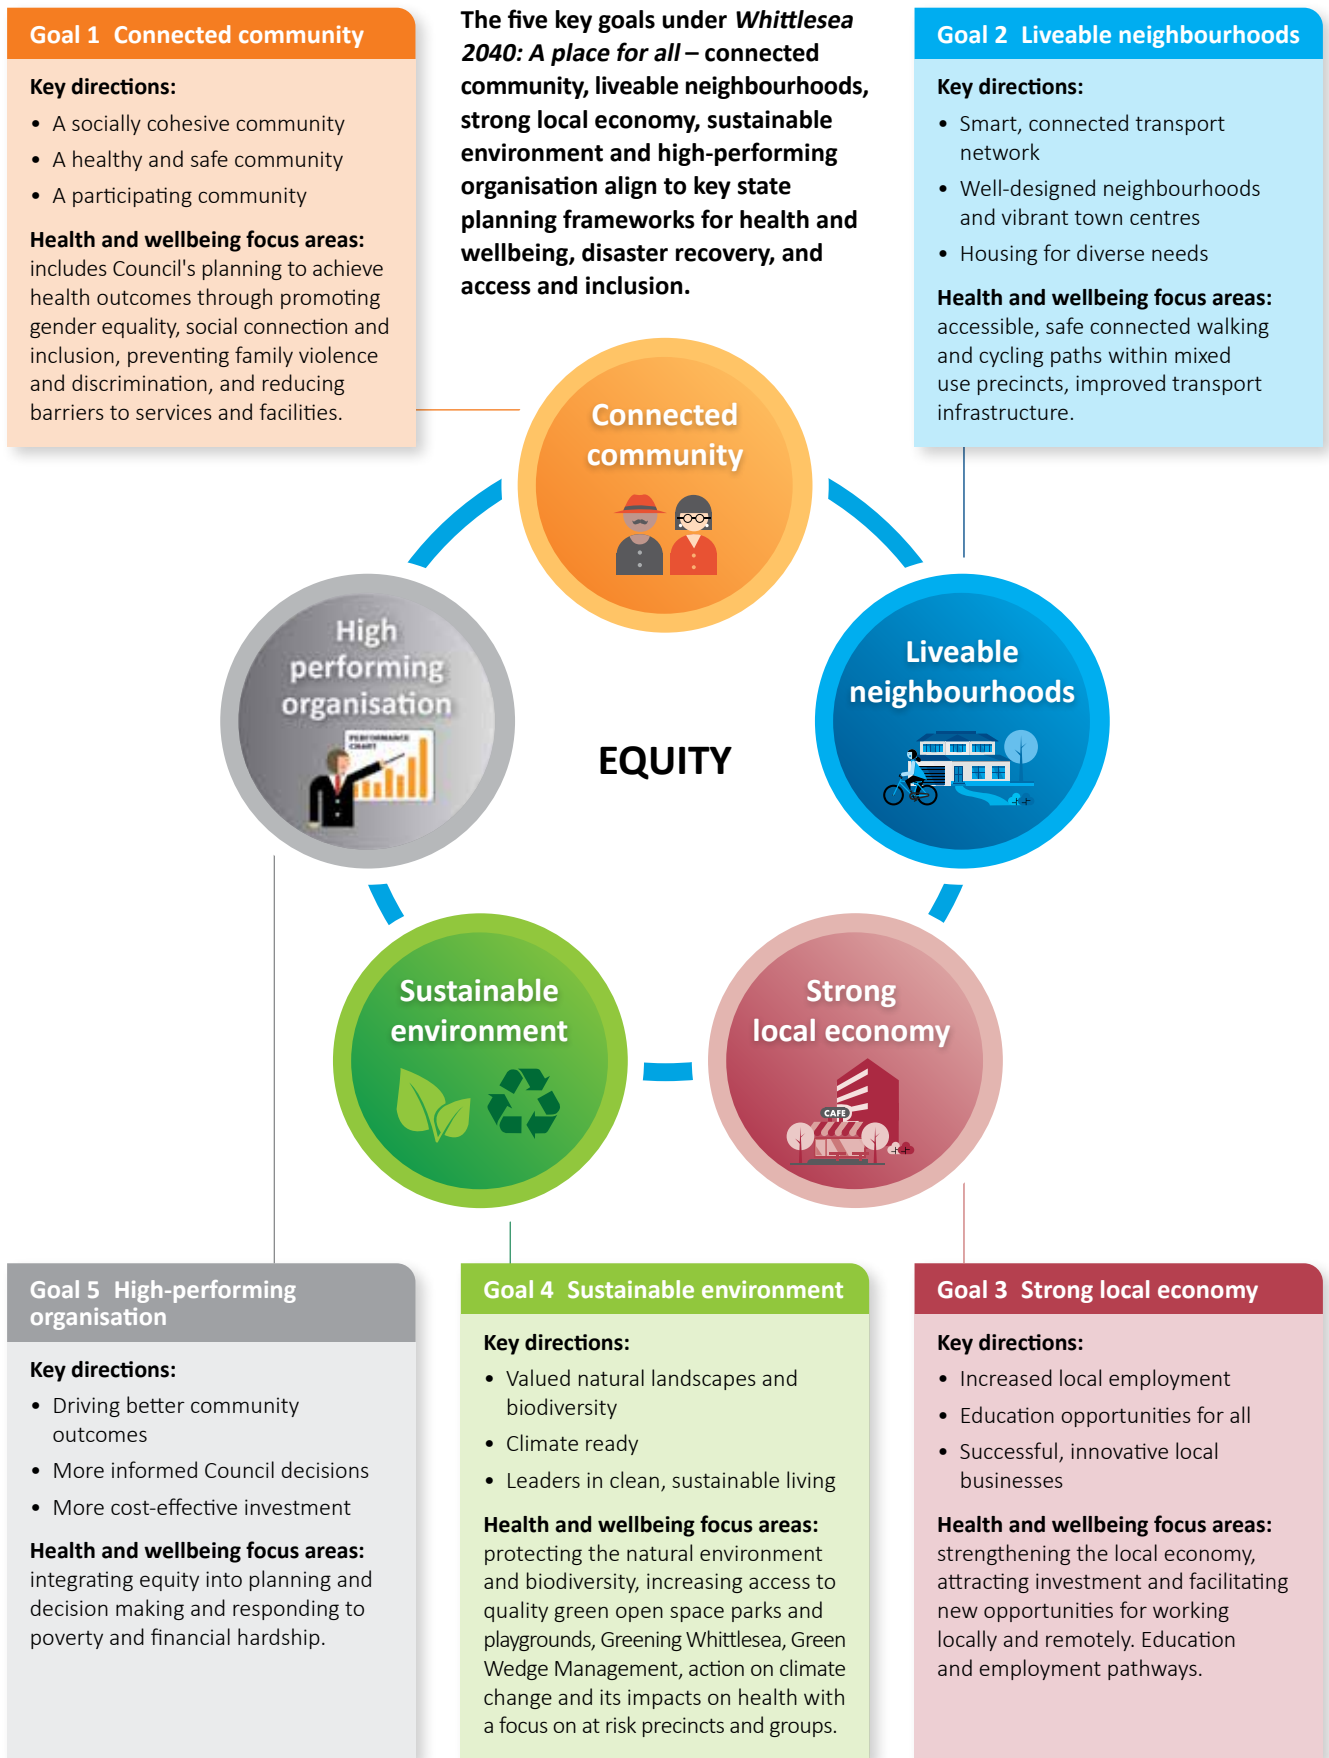 Goal 1 Connected community
Key directions:
• A socially cohesive community
• A healthy and safe community
• A participating community
Health and wellbeing focus areas:
includes Council's planning to achieve
health outcomes through promoting
gender equality, social connection and
inclusion, preventing family violence
and discrimination, and reducing
barriers to services and facilities.
The five key goals under Whittlesea
2040: A place for all – connected
community, liveable neighbourhoods,
strong local economy, sustainable
environment and high-performing
organisation align to key state
planning frameworks for health and
wellbeing, disaster recovery, and
access and inclusion.
Goal 2 Liveable neighbourhoods
Key directions:
• Smart, connected transport
network
• Well-designed neighbourhoods
and vibrant town centres
• Housing for diverse needs
Health and wellbeing focus areas:
accessible, safe connected walking
and cycling paths within mixed
use precincts, improved transport
infrastructure.
Connected
community
High
performing
organisation
PERFORMANCE
CHART
EQUITY
Liveable
neighbourhoods
Sustainable
environment
Strong
local economy
CAFE
Goal 5 High-performing
organisation
Key directions:
• Driving better community
outcomes
• More informed Council decisions
• More cost-effective investment
Health and wellbeing focus areas:
integrating equity into planning and
decision making and responding to
poverty and financial hardship.
Goal 4 Sustainable environment
Key directions:
• Valued natural landscapes and
biodiversity
• Climate ready
• Leaders in clean, sustainable living
Health and wellbeing focus areas:
protecting the natural environment
and biodiversity, increasing access to
quality green open space parks and
playgrounds, Greening Whittlesea, Green
Wedge Management, action on climate
change and its impacts on health with
a focus on at risk precincts and groups.
Goal 3 Strong local economy
Key directions:
• Increased local employment
• Education opportunities for all
• Successful, innovative local
businesses
Health and wellbeing focus areas:
strengthening the local economy,
attracting investment and facilitating
new opportunities for working
locally and remotely. Education
and employment pathways.